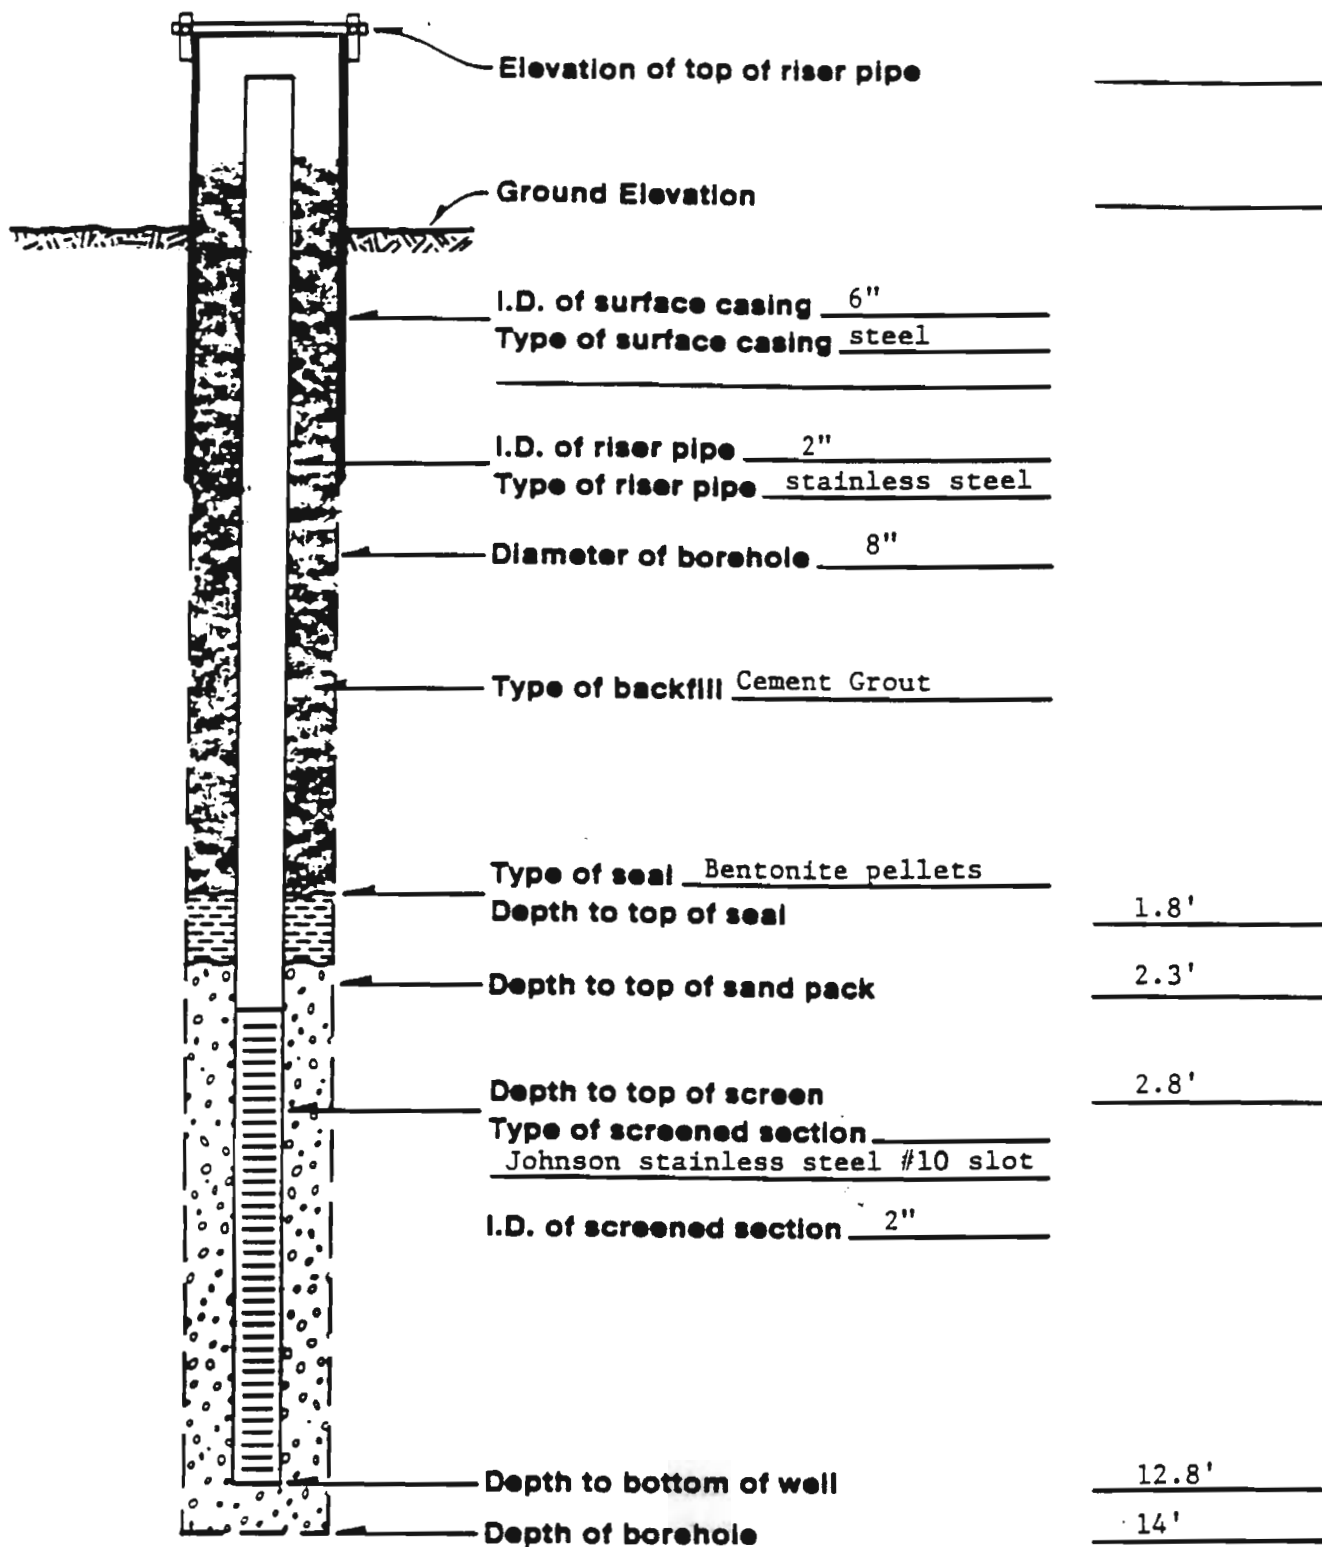 Elevation of top of riser pipe
Ground Elevation
I.D. of surface casing 6"
Type of surface casing steel
I.D. of riser pipe 2"
Type of riser pipe stainless steel
Diameter of borehole 8"
Type of backfill Cement Grout
Type of seal Bentonite pellets
Depth to top of seal 1.8'
Depth to top of sand pack 2.3'
Depth to top of screen 2.8'
Type of screened section
Johnson stainless steel #10 slot
I.D. of screened section 2"
Depth to bottom of well 12.8'
Depth of borehole 14'